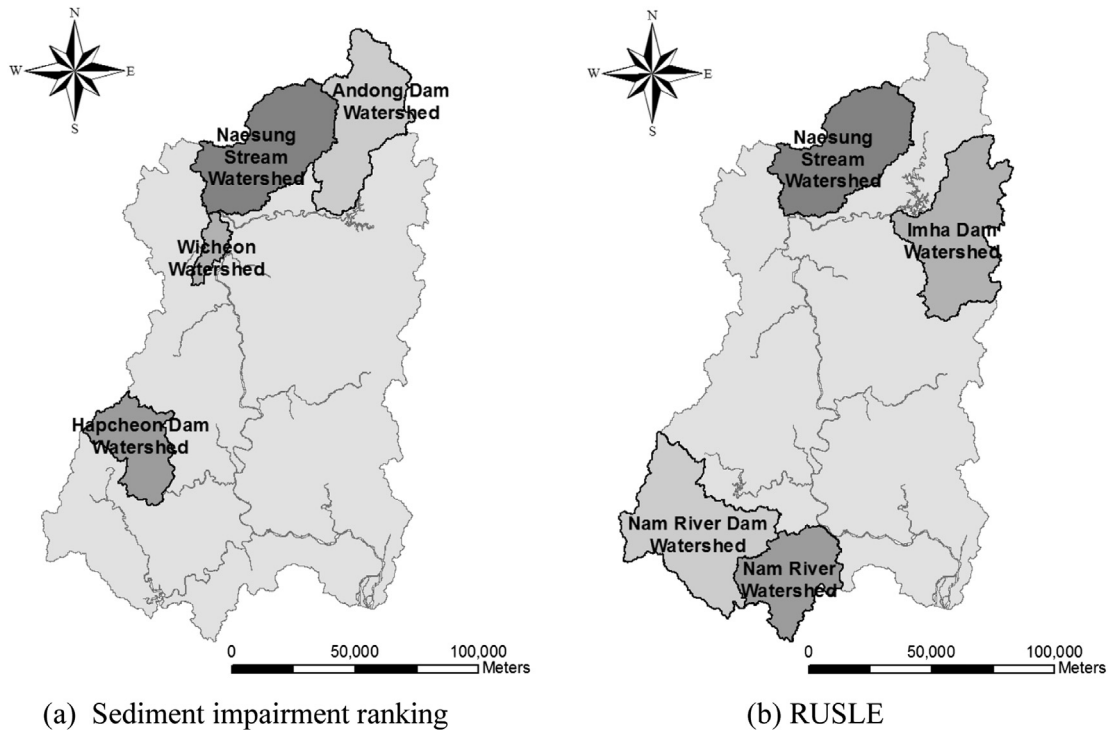 N
W
E
S
Andong Dam
Watershed
Naesung
Stream
Watershed
Wicheon
Watershed
Hapcheon Dam
Watershed
0
50,000
100,000
Meters
(a) Sediment impairment ranking
N
W
E
S
Naesung
Stream
Watershed
Imha Dam
Watershed
Nam River Dam
Watershed
Nam River
Watershed
0
50,000
100,000
Meters
(b) RUSLE